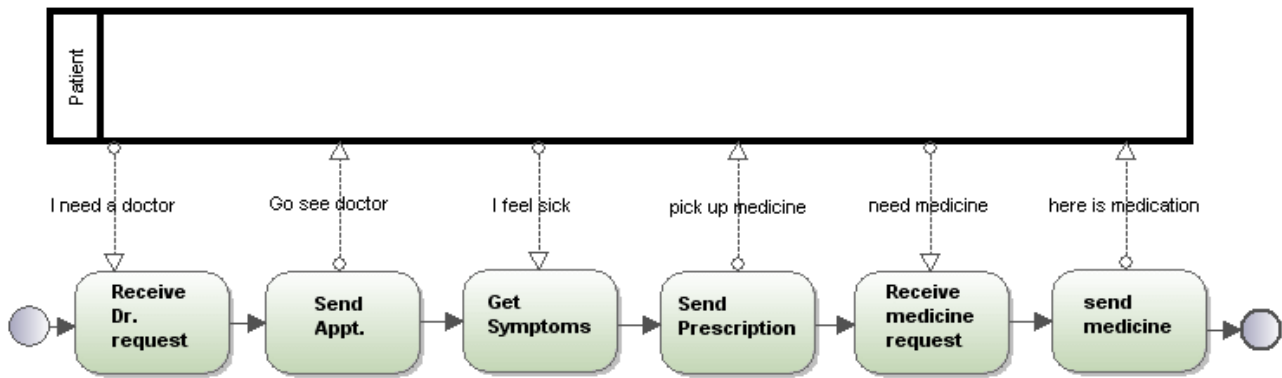 Patient
I need a doctor
Go see doctor
I feel sick
pick up medicine
need medicine
here is medication
Receive
Dr.
request
Send
Appt.
Get
Symptoms
Send
Prescription
Receive
medicine
request
send
medicine